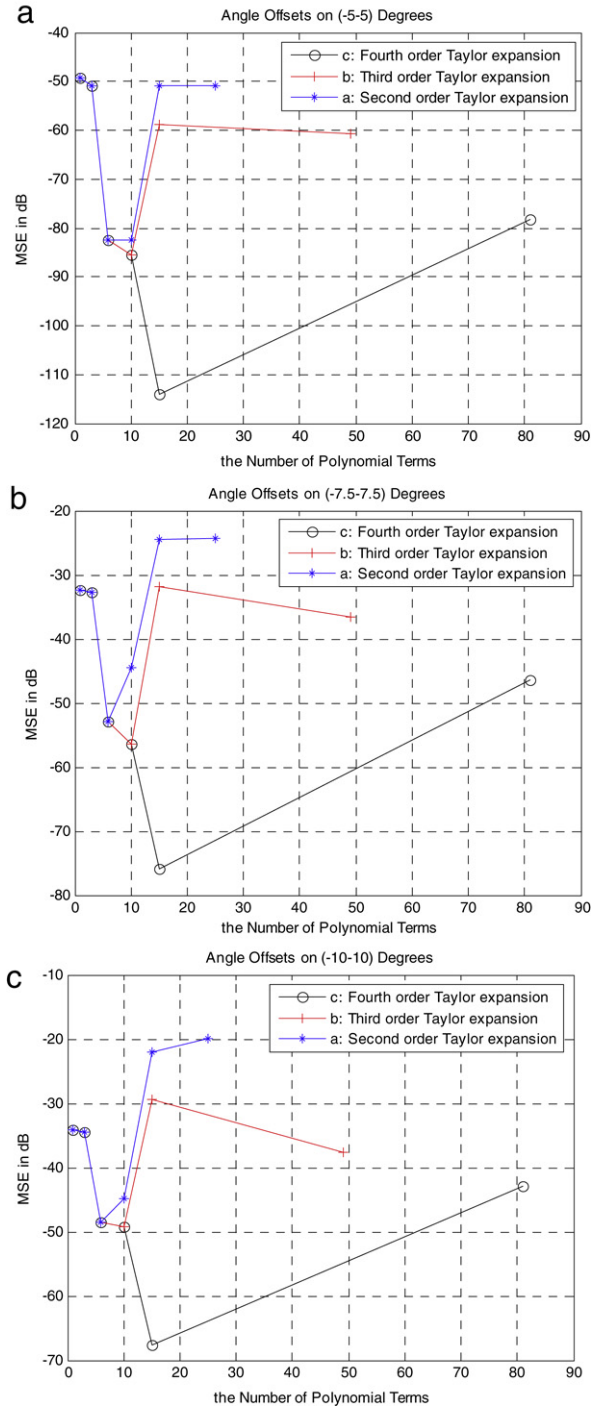 a
Angle Offsets on (-5-5) Degrees
-40
-50
-60
-70
-80
-90
-100
-110
-120
MSE in dB
c: Fourth order Taylor expansion
b: Third order Taylor expansion
a: Second order Taylor expansion
0 10 20 30 40 50 60 70 80 90
the Number of Polynomial Terms
b
Angle Offsets on (-7.5-7.5) Degrees
-20
-30
-40
-50
-60
-70
-80
MSE in dB
c: Fourth order Taylor expansion
b: Third order Taylor expansion
a: Second order Taylor expansion
0 10 20 30 40 50 60 70 80 90
the Number of Polynomial Terms
c
Angle Offsets on (-10-10) Degrees
-10
-20
-30
-40
-50
-60
-70
MSE in dB
c: Fourth order Taylor expansion
b: Third order Taylor expansion
a: Second order Taylor expansion
0 10 20 30 40 50 60 70 80 90
the Number of Polynomial Terms